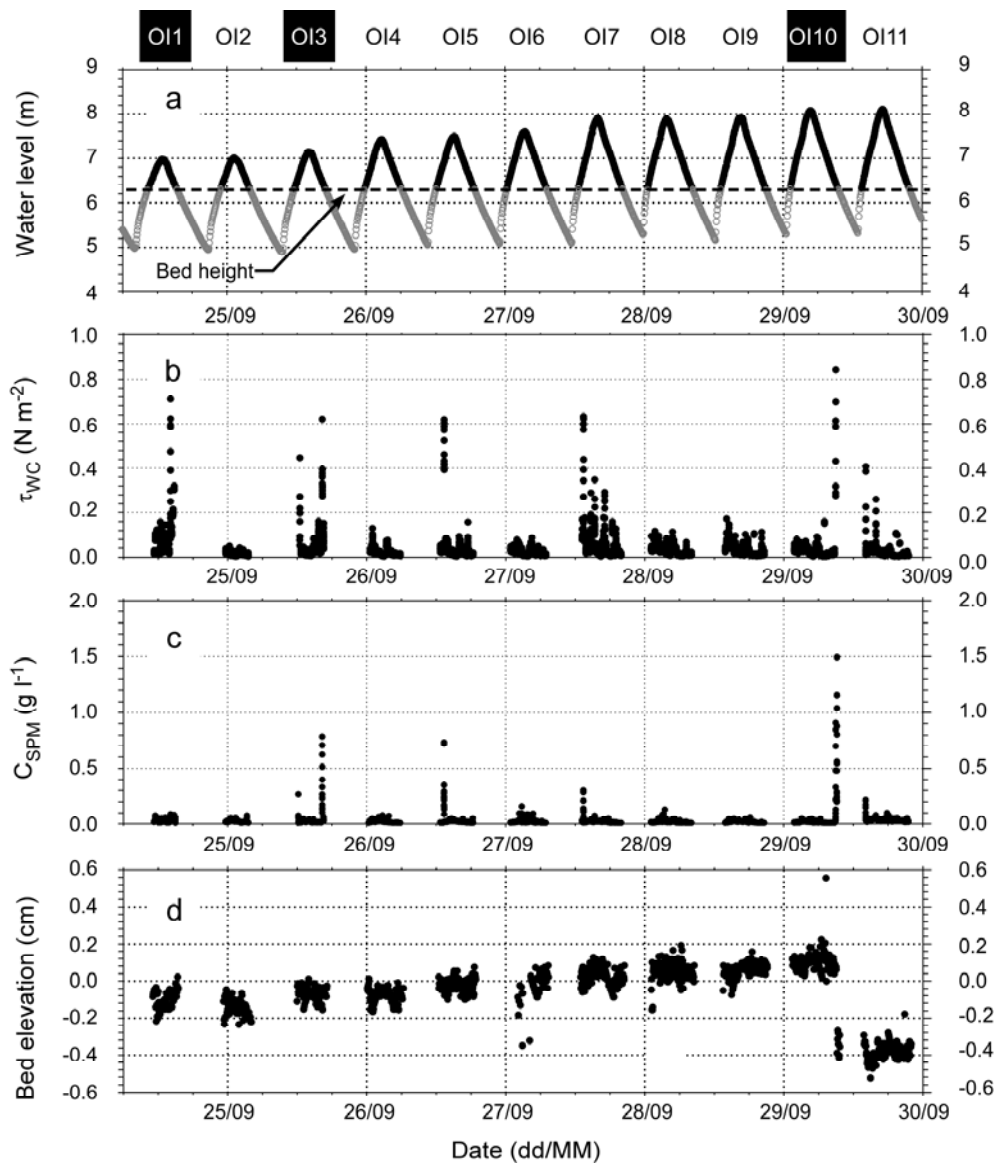 OI1 OI2 OI3 OI4 OI5 OI6 OI7 OI8 OI9 OI10 OI11
a
Water level (m)
9 8 7 6 5 4
9 8 7 6 5 4
Bed height
25/09 26/09 27/09 28/09 29/09 30/09
b
τWC (N m-2)
1.0 0.8 0.6 0.4 0.2 0.0
1.0 0.8 0.6 0.4 0.2 0.0
25/09 26/09 27/09 28/09 29/09 30/09
c
CSPM (g l-1)
2.0 1.5 1.0 0.5 0.0
2.0 1.5 1.0 0.5 0.0
25/09 26/09 27/09 28/09 29/09 30/09
d
Bed elevation (cm)
0.6 0.4 0.2 0.0 -0.2 -0.4 -0.6
0.6 0.4 0.2 0.0 -0.2 -0.4 -0.6
25/09 26/09 27/09 28/09 29/09 30/09
Date (dd/MM)